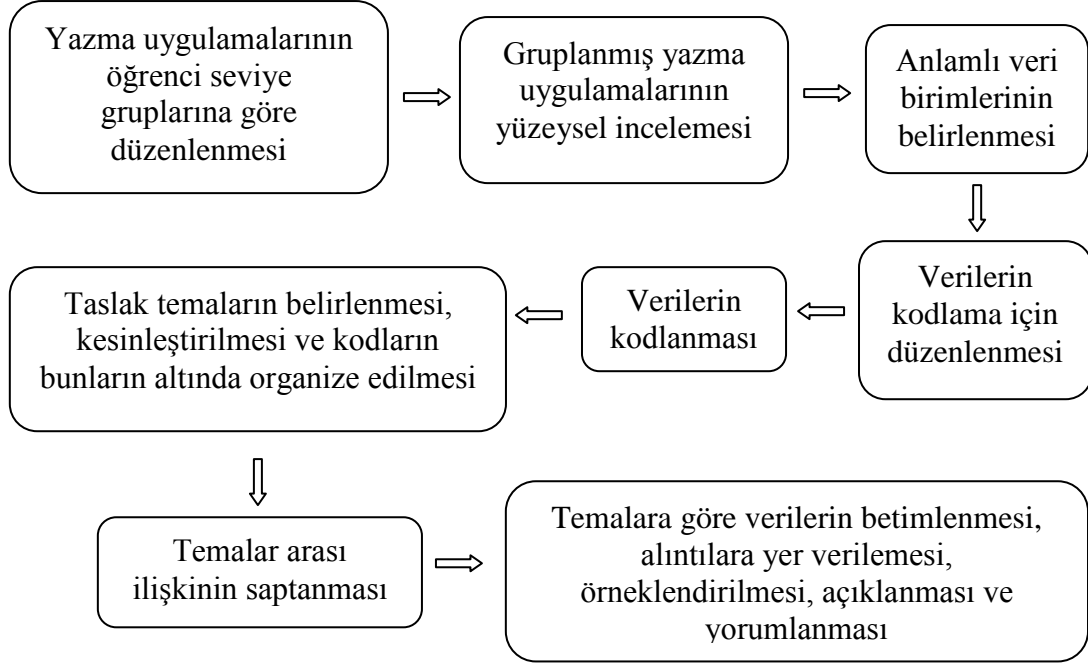 Yazma uygulamalarının
öğrenci seviye
gruplarına göre
düzenlenmesi
Gruplanmış yazma
uygulamalarının
yüzeysel incelemesi
Anlamlı veri
birimlerinin
belirlenmesi
Verilerin
kodlama için
düzenlenmesi
Verilerin
kodlanması
Taslak temaların belirlenmesi,
kesinleştirilmesi ve kodların
bunların altında organize edilmesi
Temalar arası
ilişkinin saptanması
Temalara göre verilerin betimlenmesi,
alıntılara yer verilemesi,
örneklendirilmesi, açıklanması ve
yorumlanması